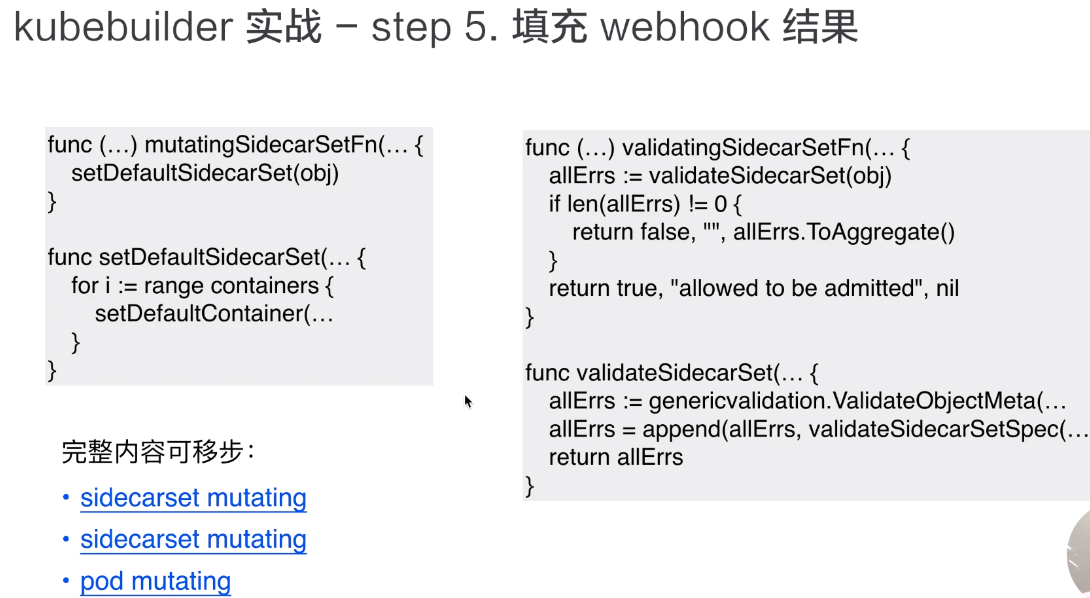 kubebuilder 实战 – step 5. 填充 webhook 结果
func (…) mutatingSidecarSetFn(… {
setDefaultSidecarSet(obj)
}
func setDefaultSidecarSet(… {
for i := range containers {
setDefaultContainer(…
}
}
完整内容可移步：
• sidecarset mutating
• sidecarset mutating
• pod mutating
func (…) validatingSidecarSetFn(… {
allErrs := validateSidecarSet(obj)
if len(allErrs) != 0 {
return false, "", allErrs.ToAggregate()
}
return true, "allowed to be admitted", nil
}
func validateSidecarSet(… {
allErrs := genericvalidation.ValidateObjectMeta(…
allErrs = append(allErrs, validateSidecarSetSpec(…
return allErrs
}